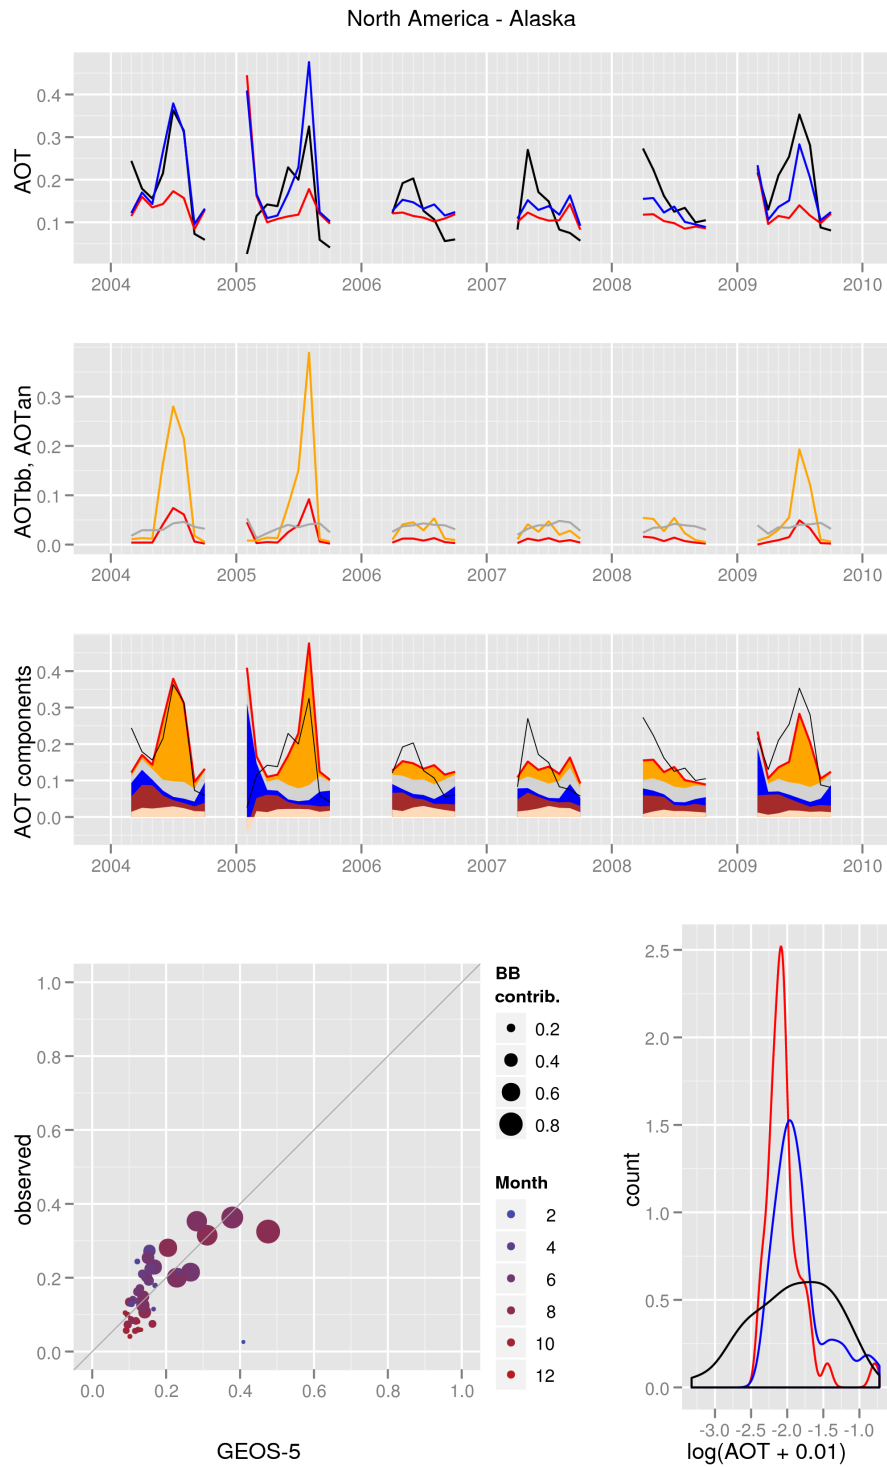 North America - Alaska
AOT
0.4
0.3
0.2
0.1
2004 2005 2006 2007 2008 2009 2010
AOTbb, AOTan
0.3
0.2
0.1
0.0
2004 2005 2006 2007 2008 2009 2010
AOT components
0.4
0.3
0.2
0.1
0.0
2004 2005 2006 2007 2008 2009 2010
observed
1.0
0.8
0.6
0.4
0.2
0.0
0.0 0.2 0.4 0.6 0.8 1.0
GEOS-5
BB
contrib.
0.2
0.4
0.6
0.8
Month
2
4
6
8
10
12
count
2.5
2.0
1.5
1.0
0.5
0.0
-3.0 -2.5 -2.0 -1.5 -1.0
log(AOT + 0.01)